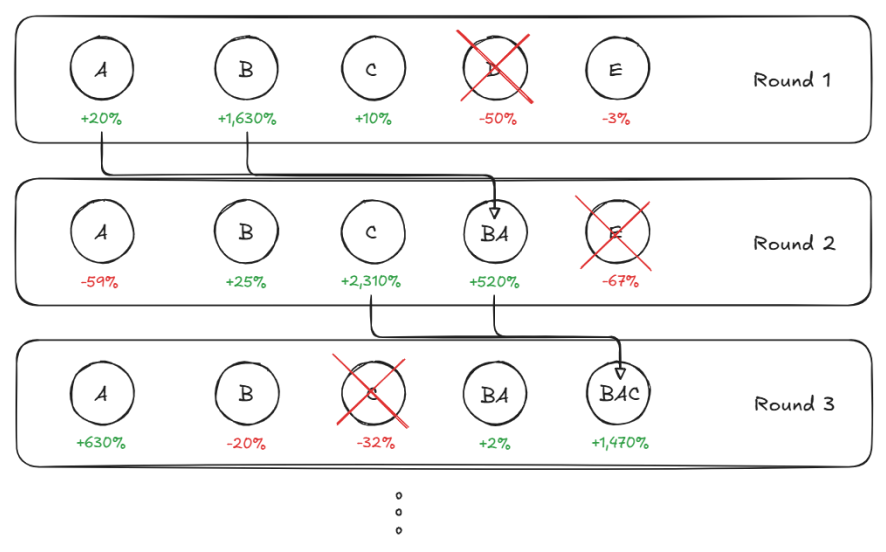 A B C D E
Round 1
+20% +1,630% +10% -50% -3%
A B C BA E
Round 2
-59% +25% +2,310% +520% -67%
A B C BA BAC
Round 3
+630% -20% -32% +2% +1,470%